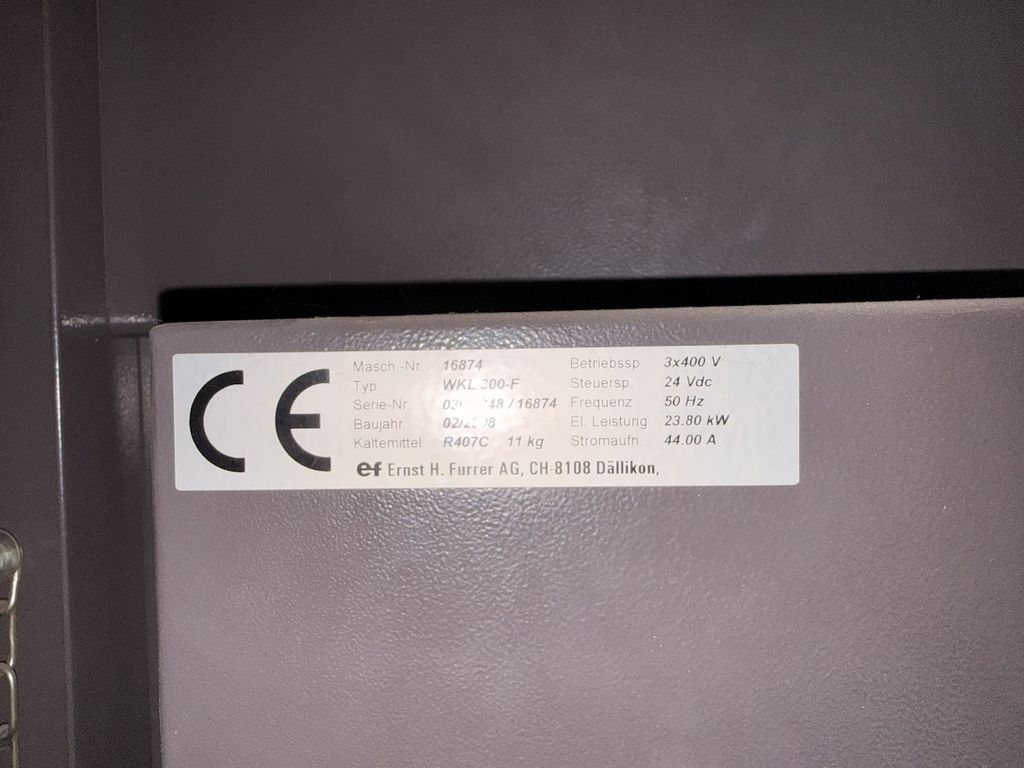 CE
Masch.-Nr. 16874 Betriebssp. 3x400 V
Typ WKL 300-F Steuersp. 24 Vdc
Serie-Nr. /16874 Frequenz 50 Hz
Baujahr El. Leistung 23.80 kW
Kältemittel R407C 11 kg Stromaufn. 44.00 A
ef Ernst H. Furrer AG, CH-8108 Dällikon,